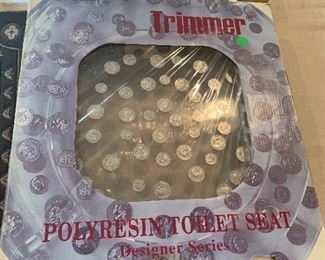 Trimmer®
POLYRESIN TOILET SEAT
Designer Series